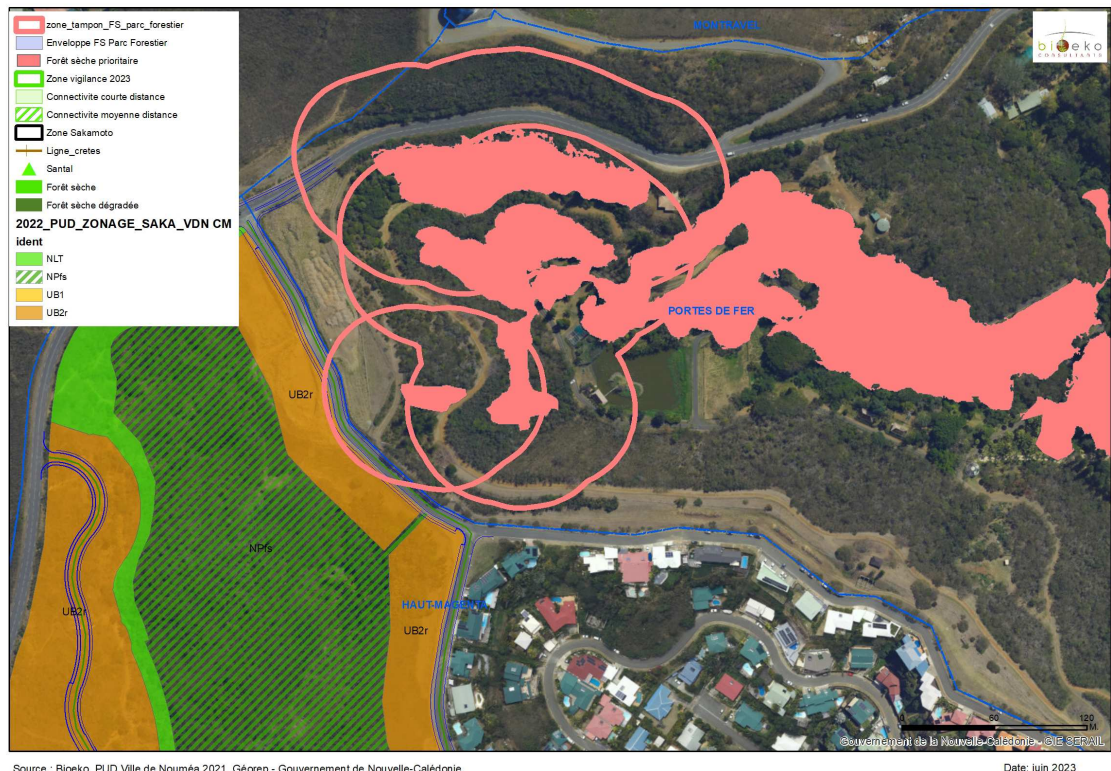 zone_tampon_FS_parc_forestier
Enveloppe FS Parc Forestier
Forêt sèche prioritaire
Zone vigilance 2023
Connectivite courte distance
Connectivite moyenne distance
Zone Sakamoto
Ligne_cretes
Santal
Forêt sèche
Forêt sèche dégradée
2022_PUD_ZONAGE_SAKA_VDN CM
ident
NLT
NPfs
UB1
UB2r
MONTRAVEL
bioeko
CONSULTANTS
PORTES DE FER
UB2r
NPfs
UB2r
HAUT-MAGENTA
UB2r
0 60 120
M
Gouvernement de la Nouvelle-Calédonie - GIE SERAIL
Source : Bioeko, PUD Ville de Nouméa 2021, Géorep - Gouvernement de Nouvelle-Calédonie
Date: juin 2023